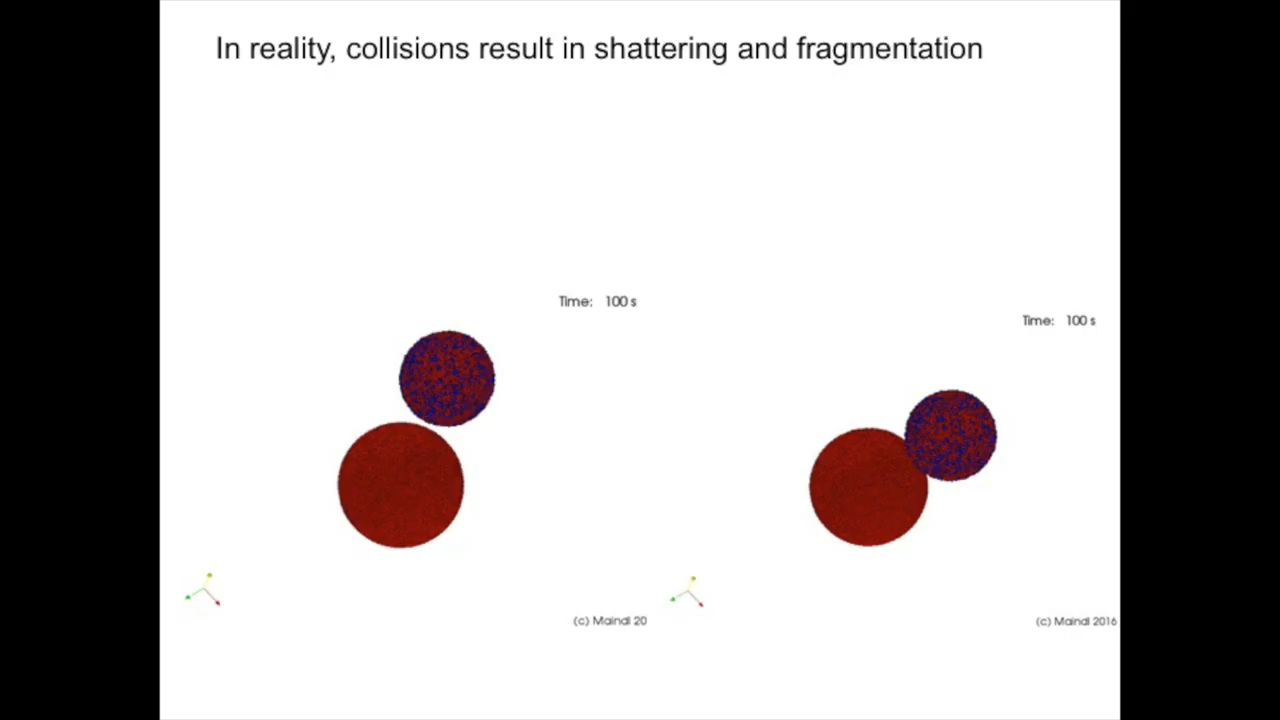 In reality, collisions result in shattering and fragmentation
Time: 100 s
Time: 100 s
(c) Maindl 20
(c) Maindl 2016